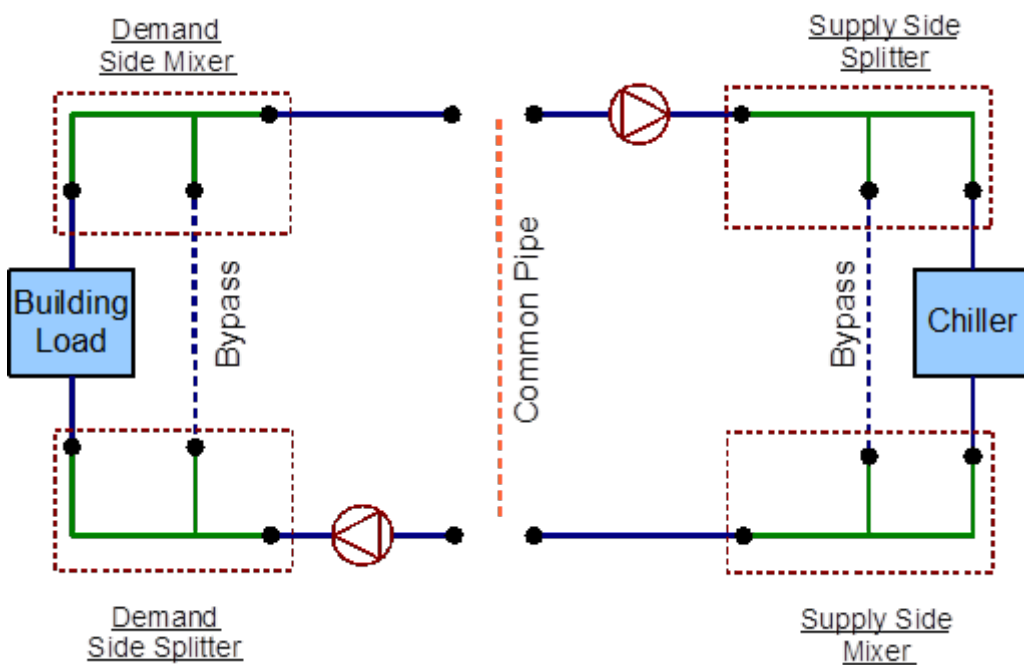 Demand
Side Mixer
Supply Side
Splitter
Building
Load
Bypass
Common Pipe
Bypass
Chiller
Demand
Side Splitter
Supply Side
Mixer